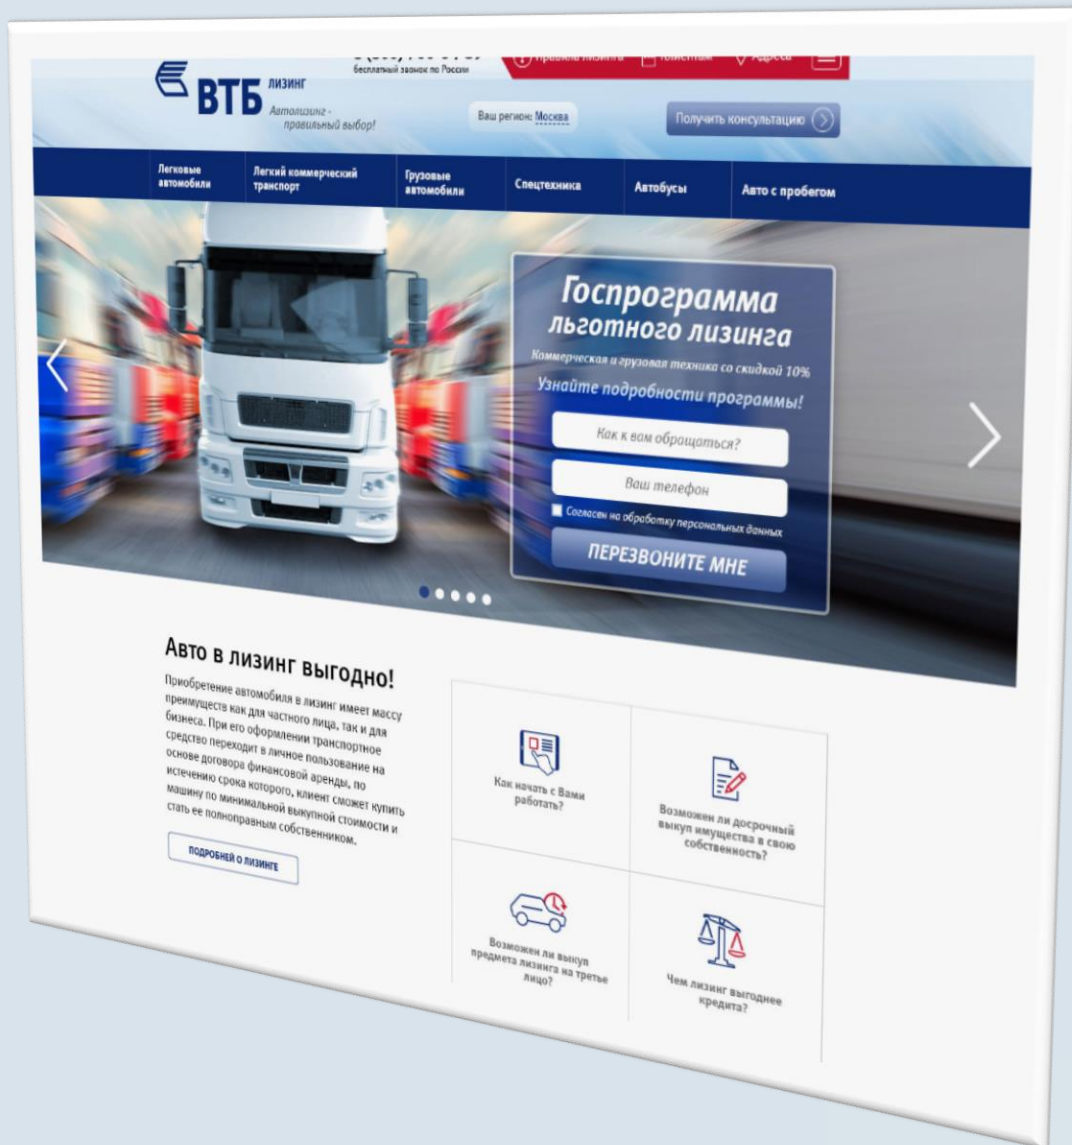 ВТБ ЛИЗИНГ
Автолизинг -
правильный выбор!
бесплатный звонок по России
Правила лизинга
Клиентам
Адреса
Ваш регион: Москва
Получить консультацию
Легковые
автомобили
Легкий коммерческий
транспорт
Грузовые
автомобили
Спецтехника
Автобусы
Авто с пробегом
Госпрограмма
льготного лизинга
Коммерческая и грузовая техника со скидкой 10%
Узнайте подробности программы!
Как к вам обращаться?
Ваш телефон
Согласен на обработку персональных данных
ПЕРЕЗВОНИТЕ МНЕ
Авто в лизинг выгодно!
Приобретение автомобиля в лизинг имеет массу
преимуществ как для частного лица, так и для
бизнеса. При его оформлении транспортное
средство переходит в личное пользование на
основе договора финансовой аренды, по
истечению срока которого, клиент сможет купить
машину по минимальной выкупной стоимости и
стать ее полноправным собственником.
ПОДРОБНЕЙ О ЛИЗИНГЕ
Как начать с Вами
работать?
Возможен ли досрочный
выкуп имущества в свою
собственность?
Возможен ли выкуп
предмета лизинга на третье
лицо?
Чем лизинг выгоднее
кредита?